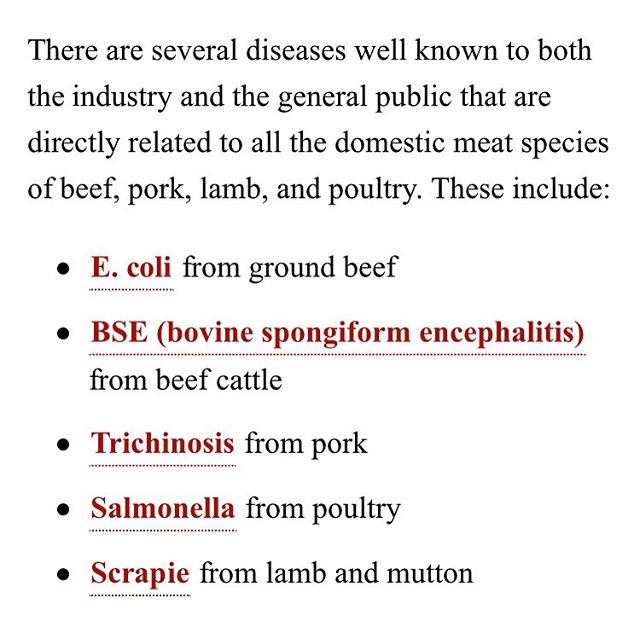 There are several diseases well known to both
the industry and the general public that are
directly related to all the domestic meat species
of beef, pork, lamb, and poultry. These include:
• E. coli from ground beef
• BSE (bovine spongiform encephalitis)
from beef cattle
• Trichinosis from pork
• Salmonella from poultry
• Scrapie from lamb and mutton